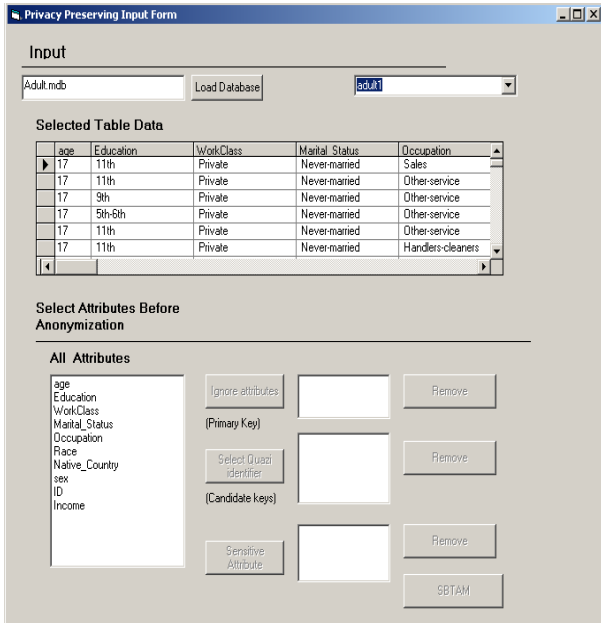 Privacy Preserving Input Form
Input
Adult.mdb Load Database adult1
Selected Table Data
age Education WorkClass Marital_Status Occupation
17 11th Private Never-married Sales
17 11th Private Never-married Other-service
17 9th Private Never-married Other-service
17 5th-6th Private Never-married Other-service
17 11th Private Never-married Other-service
17 11th Private Never-married Handlers-cleaners
Select Attributes Before
Anonymization
All Attributes
age
Education
WorkClass
Marital_Status
Occupation
Race
Native_Country
sex
ID
Income
Ignore attributes Remove
(Primary Key)
Select Quazi
identifier
Remove
(Candidate keys)
Sensitive
Attribute
Remove
SBTAM